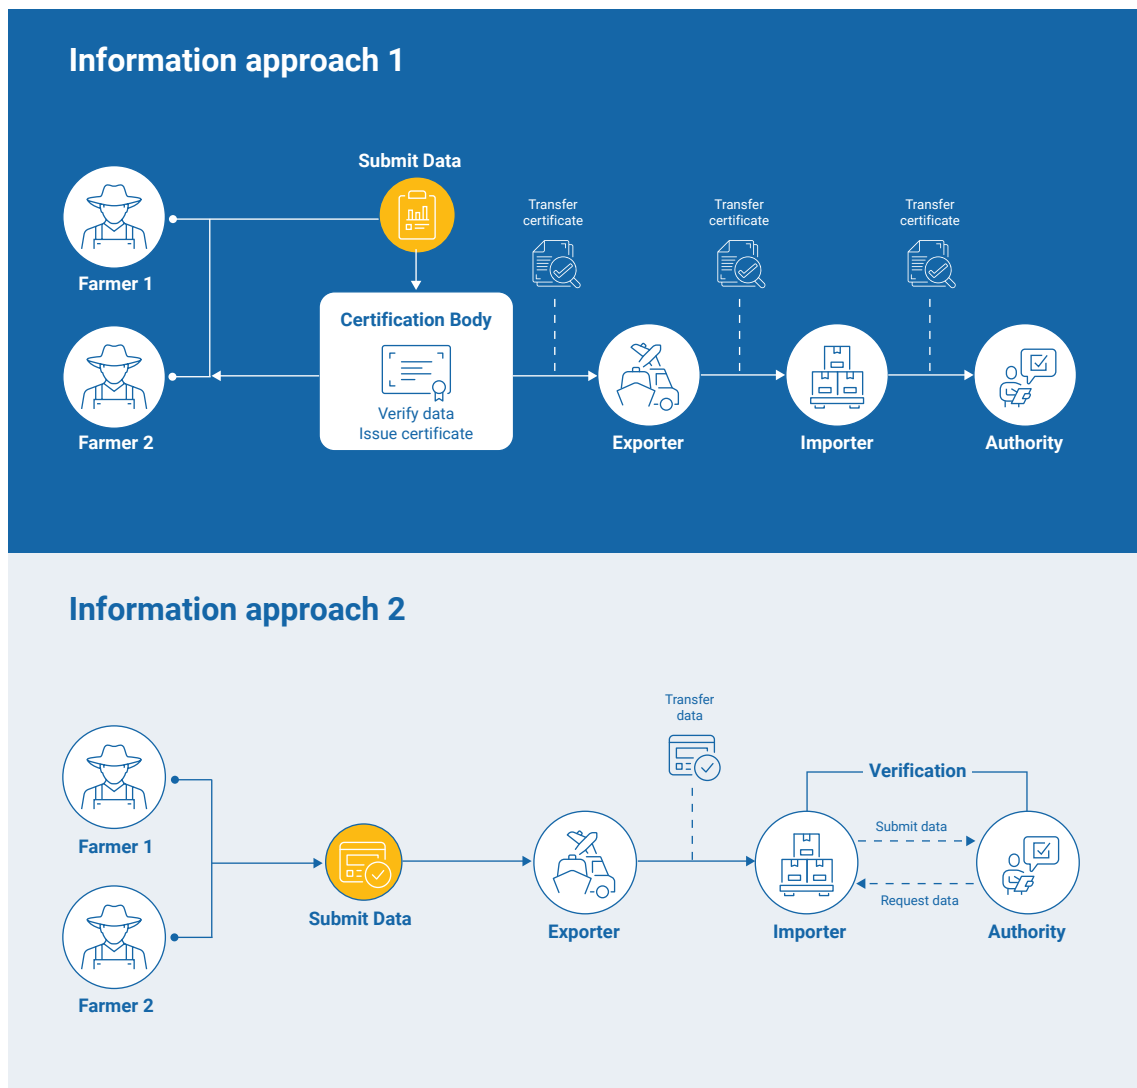 Information approach 1
Submit Data
Transfer
certificate
Transfer
certificate
Transfer
certificate
Farmer 1
Certification Body
Verify data
Issue certificate
Farmer 2
Exporter
Importer
Authority
Information approach 2
Transfer
data
Verification
Submit data
Farmer 1
Request data
Submit Data
Exporter
Importer
Authority
Farmer 2